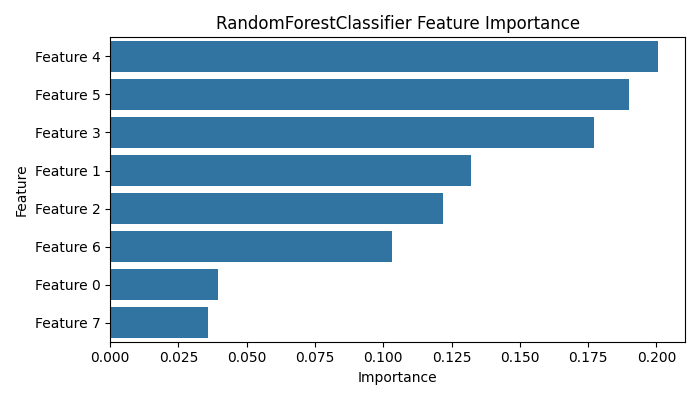 RandomForestClassifier Feature Importance
Feature 4
Feature 5
Feature 3
Feature 1
Feature 2
Feature 6
Feature 0
Feature 7
Feature
0.000 0.025 0.050 0.075 0.100 0.125 0.150 0.175 0.200
Importance